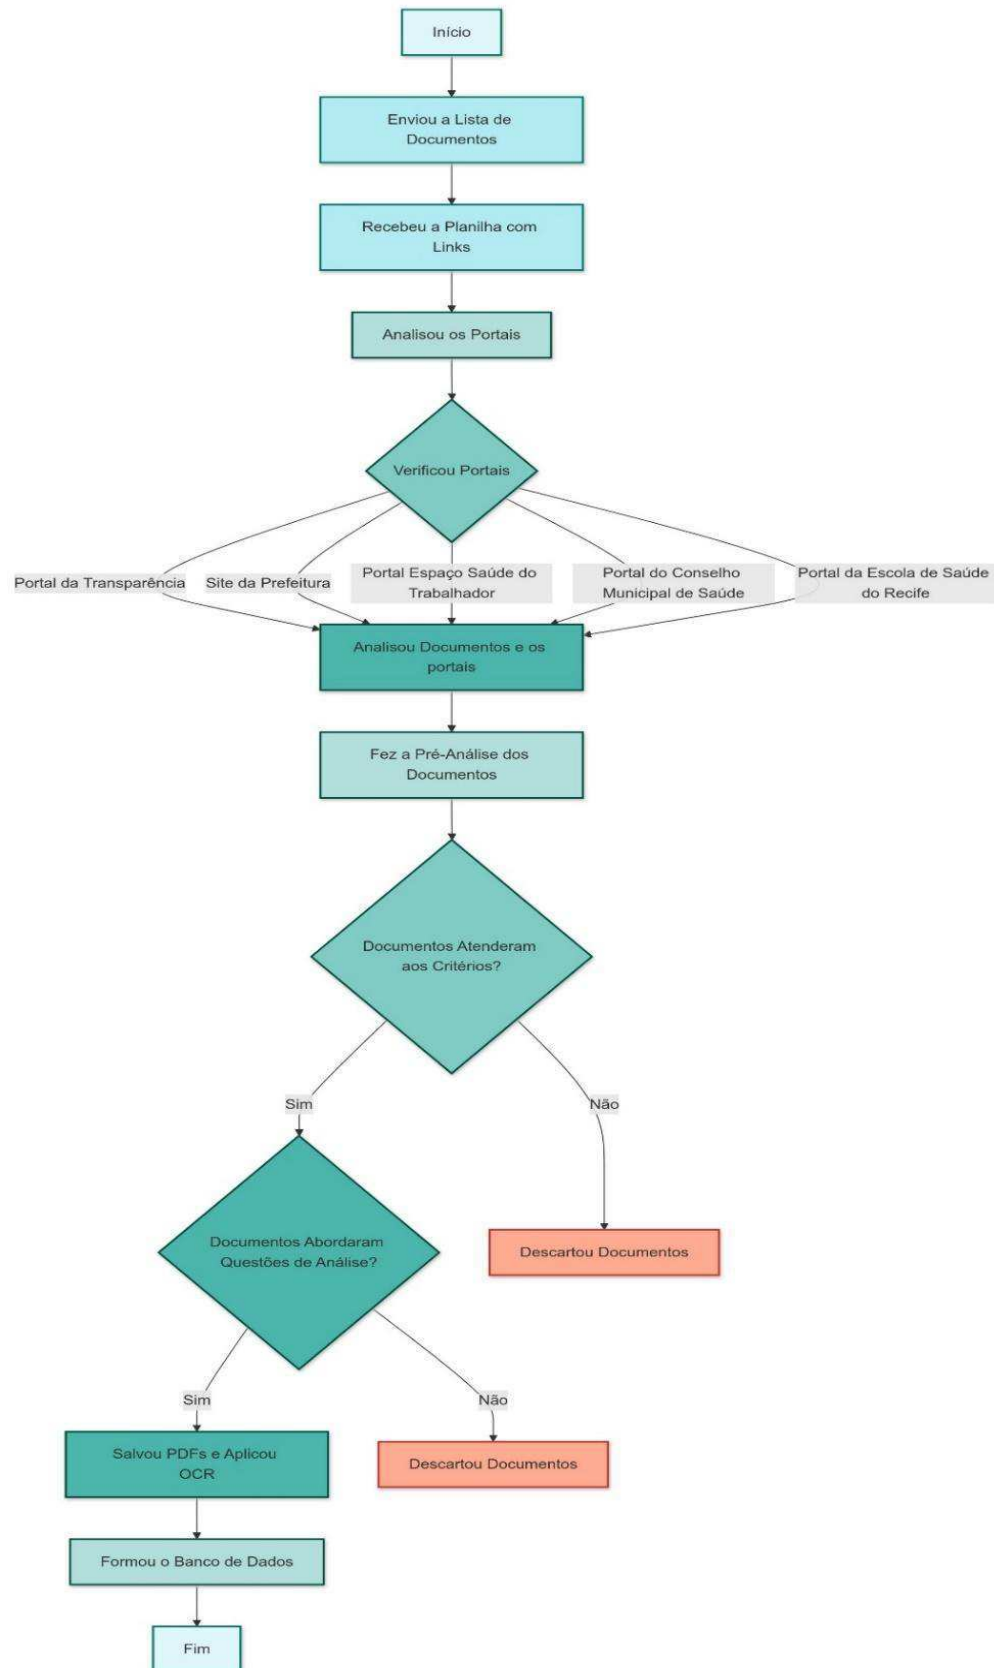 Início
Enviou a Lista de
Documentos
Recebeu a Planilha com
Links
Analisou os Portais
Verificou Portais
Portal da Transparência
Site da Prefeitura
Portal Espaço Saúde do
Trabalhador
Portal do Conselho
Municipal de Saúde
Portal da Escola de Saúde
do Recife
Analisou Documentos e os
portais
Fez a Pré-Análise dos
Documentos
Documentos Atenderam
aos Critérios?
Sim
Não
Documentos Abordaram
Questões de Análise?
Descartou Documentos
Sim
Não
Salvou PDFs e Aplicou
OCR
Descartou Documentos
Formou o Banco de Dados
Fim